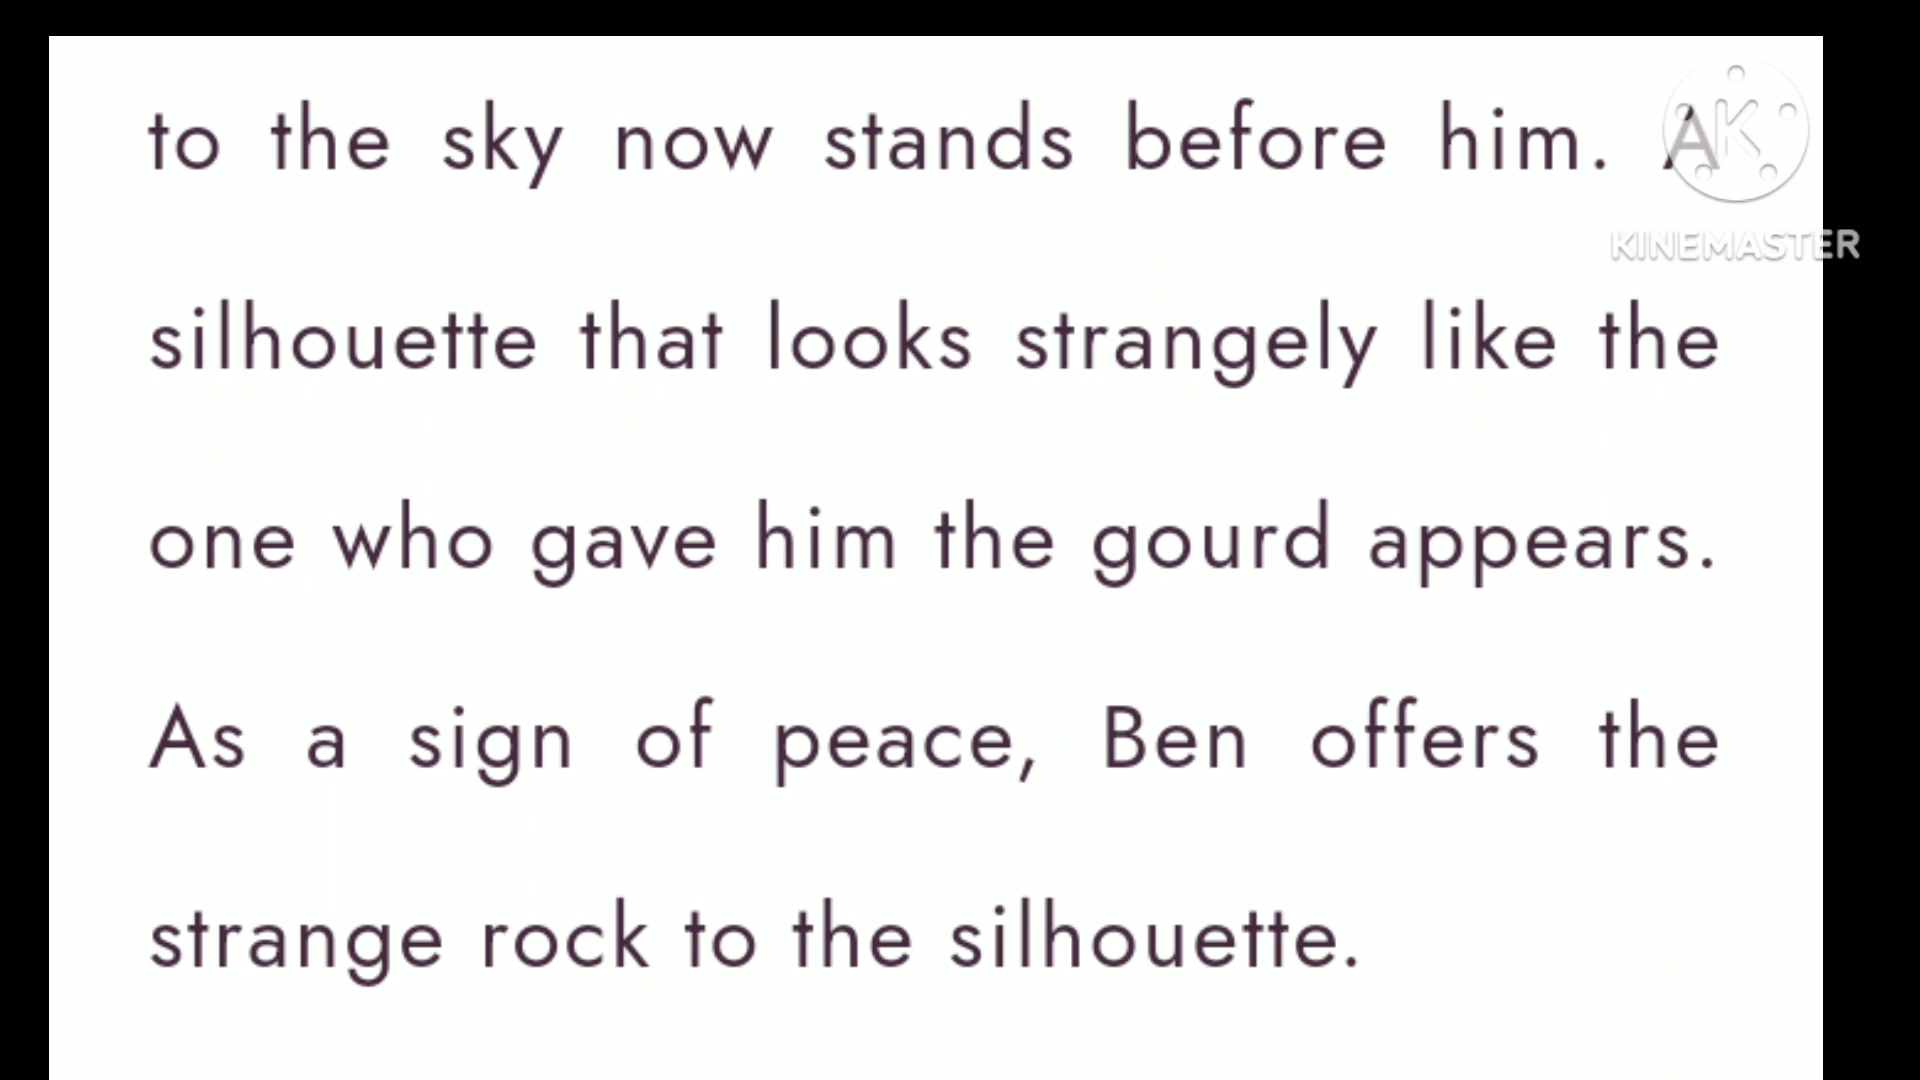 to the sky now stands before him. A
KINEMASTER
silhouette that looks strangely like the
one who gave him the gourd appears.
As a sign of peace, Ben offers the
strange rock to the silhouette.